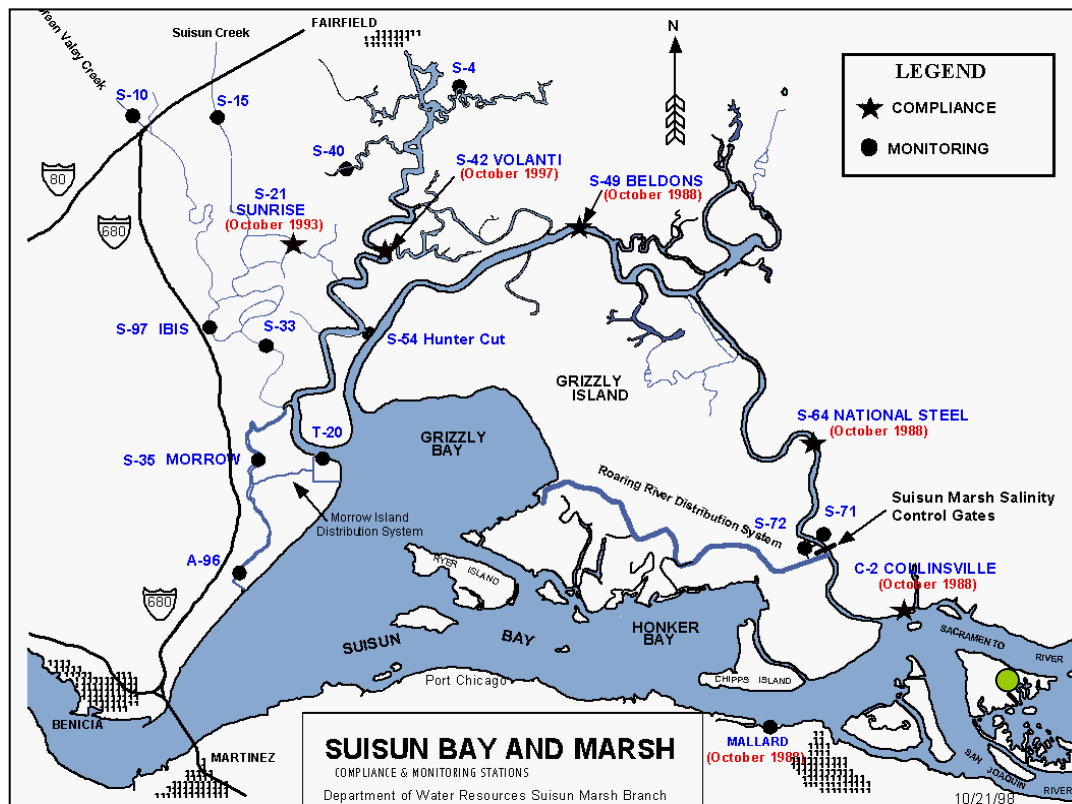 FAIRFIELD
Green Valey Creek
Suisun Creek
S-10
S-15
S-4
N
LEGEND
COMPLIANCE
MONITORING
80
680
S-40
S-42 VOLANTI
(October 1997)
S-49 BELDONS
(October 1988)
S-21
SUNRISE
(October 1993)
S-97 IBIS
S-33
S-54 Hunter Cut
GRIZZLY
ISLAND
S-64 NATIONAL STEEL
(October 1988)
T-20
GRIZZLY
BAY
S-35 MORROW
Roaring River Distribution System
Suisun Marsh Salinity
Control Gates
S-72
S-71
Morrow Island
Distribution System
A-96
RYER ISLAND
C-2 COLLINSVILLE
(October 1988)
680
SUISUN BAY
HONKER
BAY
SACRAMENTO RIVER
CHIPPS ISLAND
Port Chicago
BENICIA
MARTINEZ
MALLARD
(October 1988)
SAN JOAQUIN RIVER
SUISUN BAY AND MARSH
COMPLIANCE & MONITORING STATIONS
Department of Water Resources Suisun Marsh Branch
10/21/98